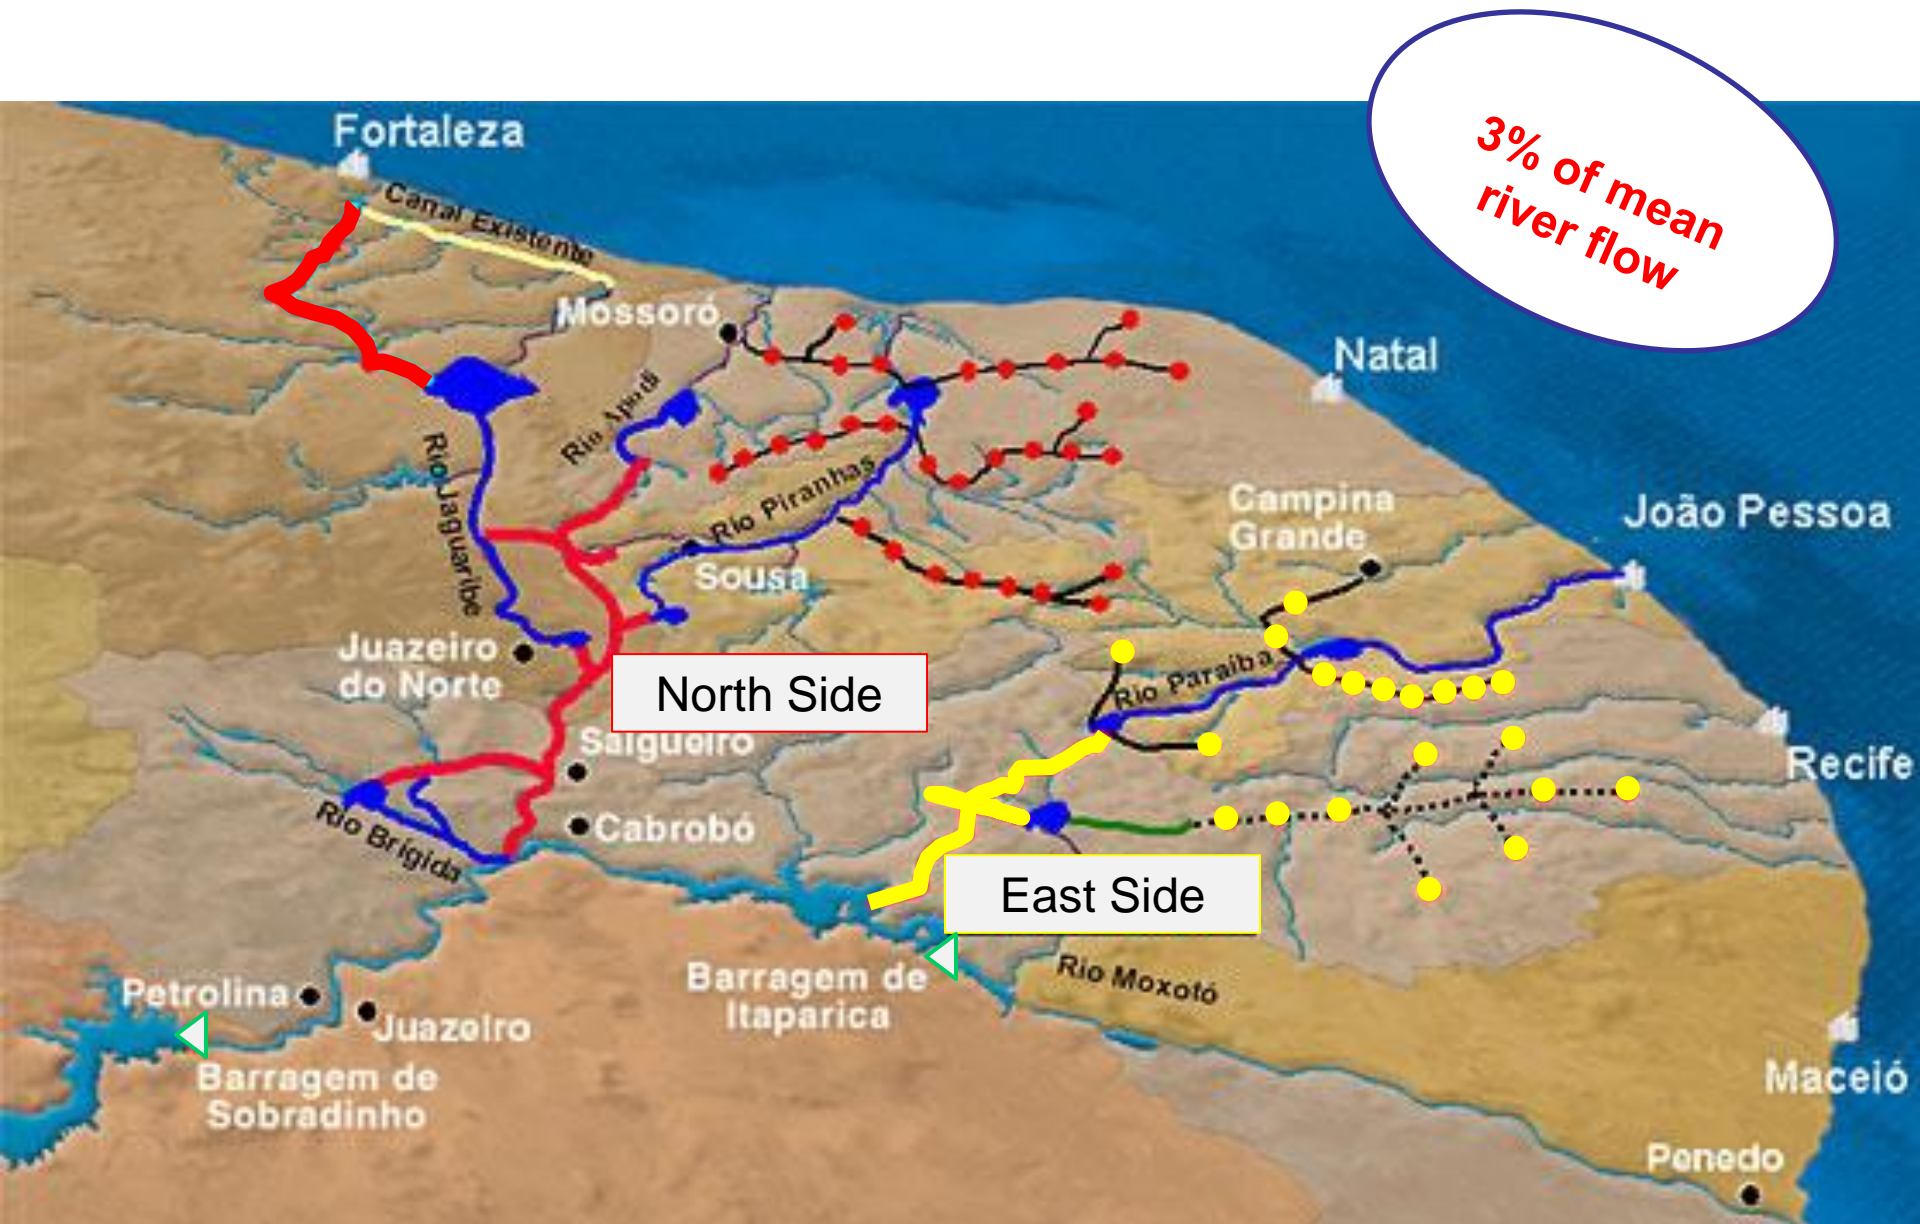 3% of mean
river flow
Fortaleza
Canal Existente
Mossoró
Natal
Rio Apodi
Rio Jaguaribe
Rio Piranhas
Campina
Grande
João Pessoa
Sousa
Juazeiro
do Norte
North Side
Rio Paraíba
Salgueiro
Recife
Rio Brígida
Cabrobó
East Side
Barragem de
Itaparica
Rio Moxotó
Petrolina
Juazeiro
Barragem de
Sobradinho
Maceió
Penedo